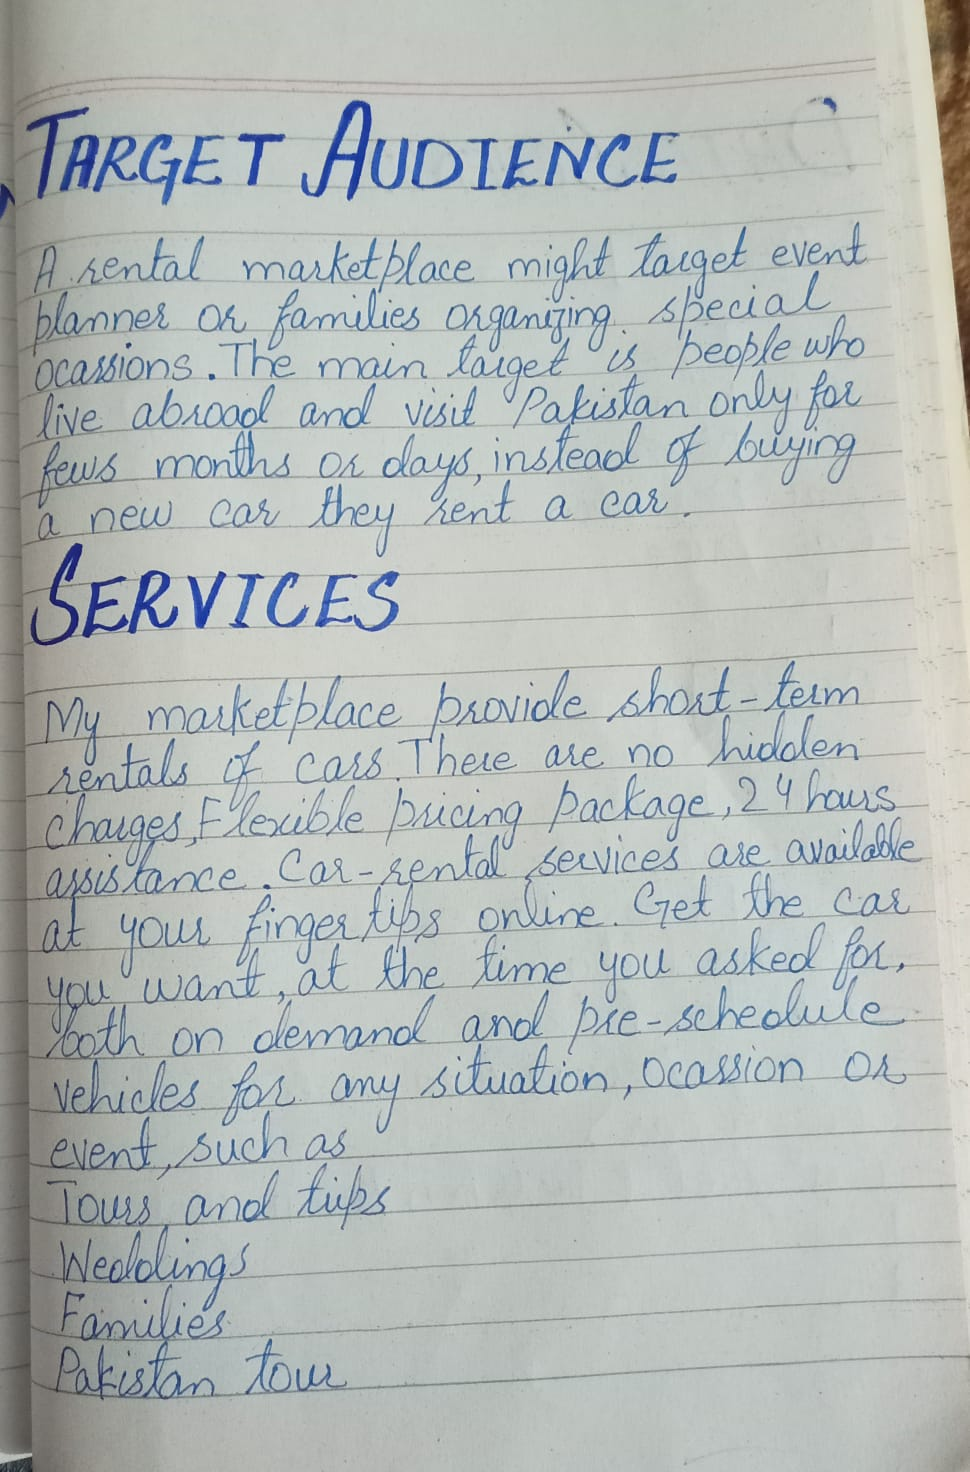 TARGET AUDIENCE
A rental marketplace might target event
planner or families organizing special
ocassions. The main target is people who
live abroad and visit Pakistan only for
fews months or days, instead of buying
a new car they rent a car.
SERVICES
My marketplace provide short-term
rentals of cars. There are no hidden
charges, Flexible pricing package, 24 hours
assistance. Car-rental services are available
at your fingertips online. Get the car
you want, at the time you asked for,
both on demand and pre-schedule
vehicles for any situation, ocassion or
event, such as
Tours and trips
Weddings
Families
Pakistan tour